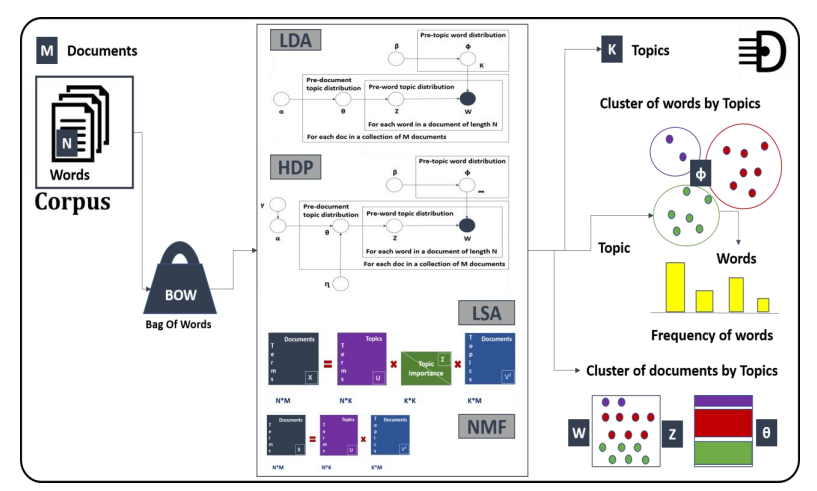 M Documents
N
Words
Corpus
BOW
Bag Of Words
LDA
Pre-topic word distribution
β
ϕ
K
Pre-document
topic distribution
Pre-word topic distribution
α
θ
Z
W
For each word in a document of length N
For each doc in a collection of M documents
HDP
Pre-topic word distribution
β
ϕ
∞
γ
Pre-document
topic distribution
Pre-word topic distribution
α
θ
Z
W
For each word in a document of length N
For each doc in a collection of M documents
η
LSA
Documents
Terms
X
=
Topics
Terms
U
×
Σ
Topic
Importance
×
Documents
Topics
Vᵀ
N*M
N*K
K*K
K*M
NMF
Documents
Terms
X
=
Topics
Terms
U
×
Documents
Topics
Vᵀ
N*M
N*K
K*M
K Topics
Cluster of words by Topics
ϕ
Topic
Words
Frequency of words
Cluster of documents by Topics
W
Z
θ